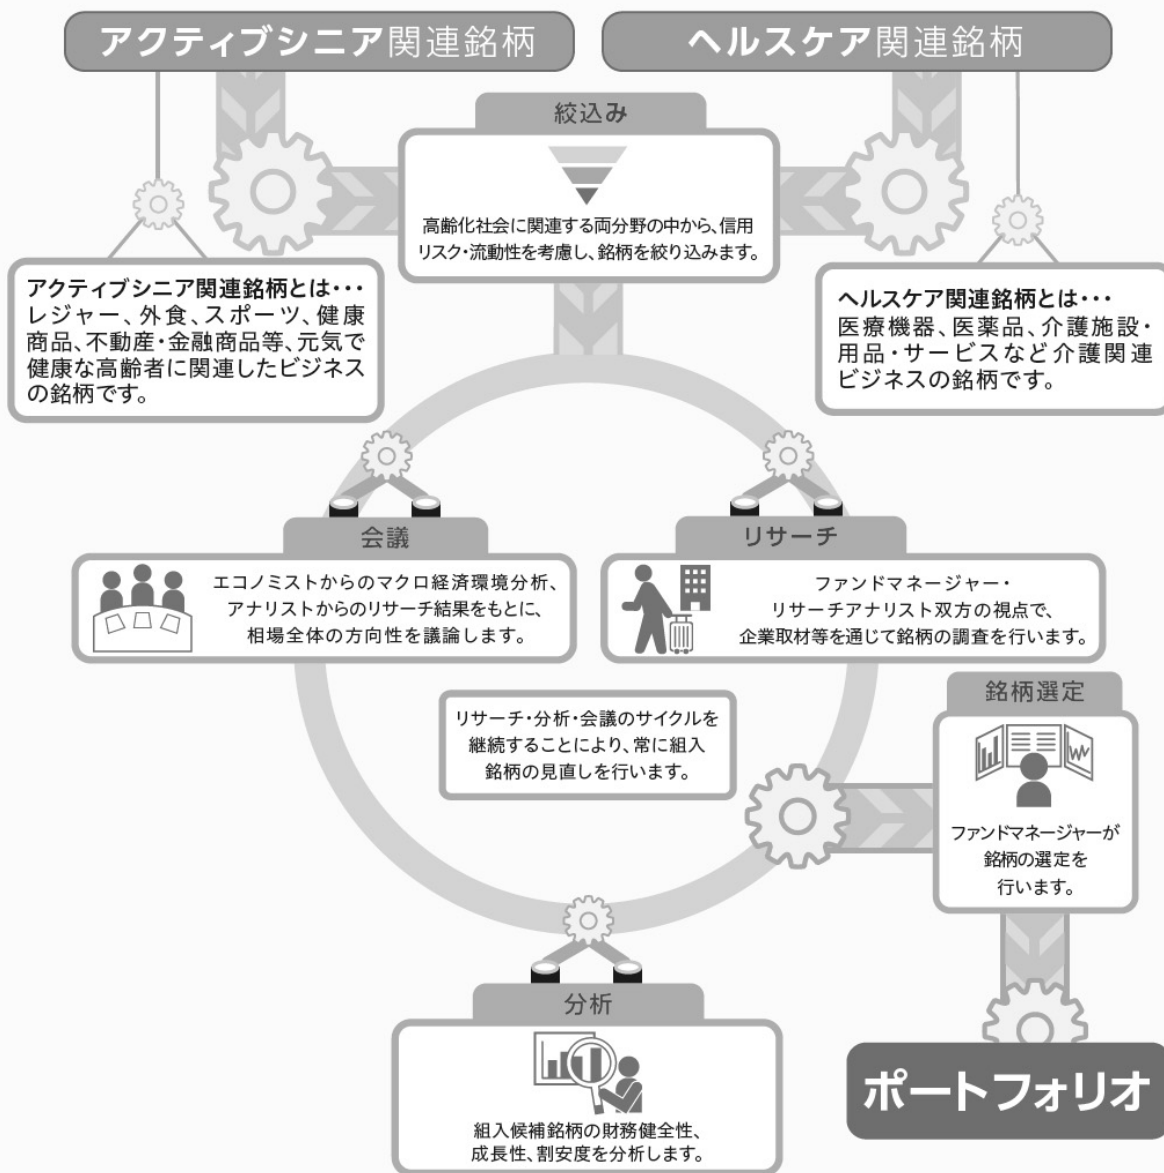 アクティブシニア関連銘柄
ヘルスケア関連銘柄
絞込み
高齢化社会に関連する両分野の中から、信用
リスク・流動性を考慮し、銘柄を絞り込みます。
アクティブシニア関連銘柄とは・・・
レジャー、外食、スポーツ、健康
商品、不動産・金融商品等、元気で
健康な高齢者に関連したビジネス
の銘柄です。
ヘルスケア関連銘柄とは・・・
医療機器、医薬品、介護施設・
用品・サービスなど介護関連
ビジネスの銘柄です。
会議
エコノミストからのマクロ経済環境分析、
アナリストからのリサーチ結果をもとに、
相場全体の方向性を議論します。
リサーチ
ファンドマネージャー・
リサーチアナリスト双方の視点で、
企業取材等を通じて銘柄の調査を行います。
リサーチ・分析・会議のサイクルを
継続することにより、常に組入
銘柄の見直しを行います。
銘柄選定
ファンドマネージャーが
銘柄の選定を
行います。
分析
組入候補銘柄の財務健全性、
成長性、割安度を分析します。
ポートフォリオ